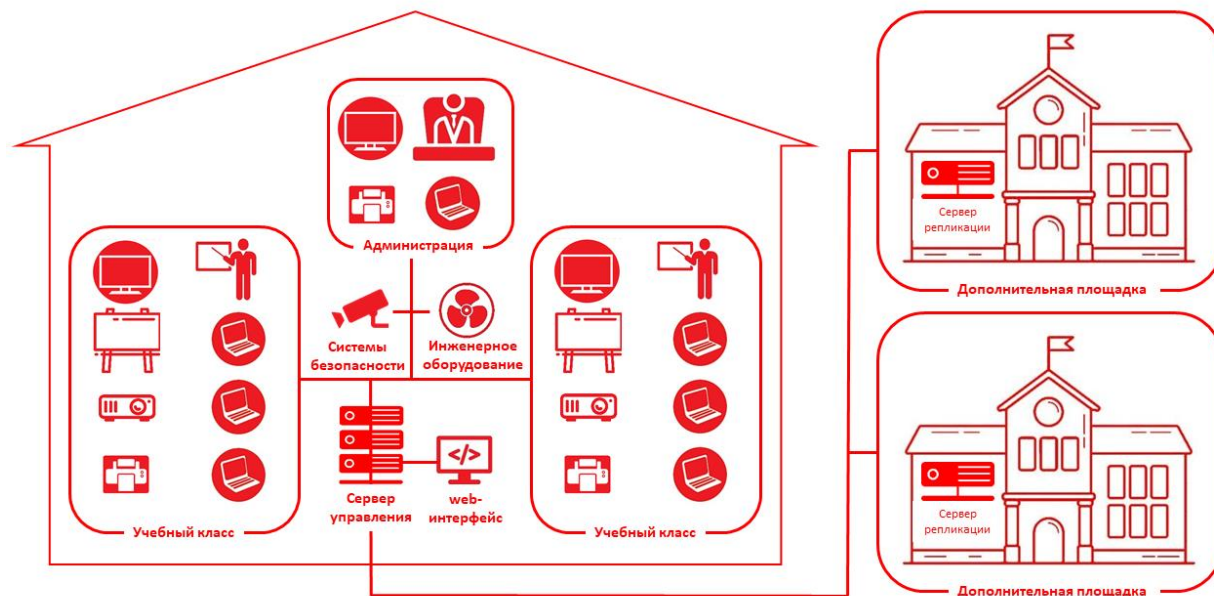 Администрация
Системы
безопасности
Инженерное
оборудование
</>
Сервер
управления
web-
интерфейс
Учебный класс
Учебный класс
Сервер
репликации
Дополнительная площадка
Сервер
репликации
Дополнительная площадка